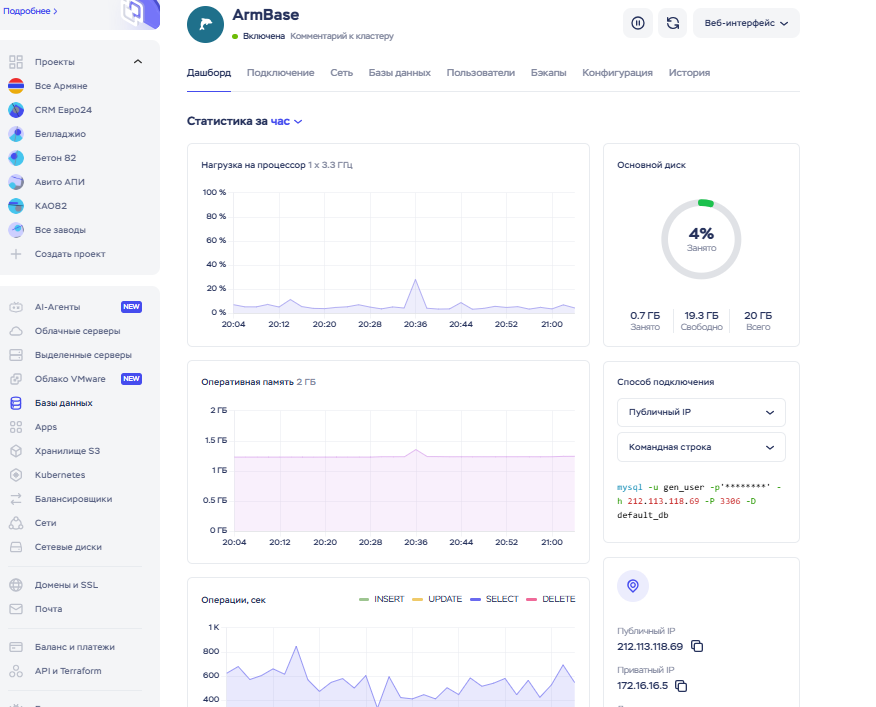 Подробнее
Проекты
Все Армяне
CRM Евро24
Белладжио
Бетон 82
Авито АПИ
КАО82
Все заводы
Создать проект
AI-Агенты NEW
Облачные серверы
Выделенные серверы
Облако VMware NEW
Базы данных
Apps
Хранилище S3
Kubernetes
Балансировщики
Сети
Сетевые диски
Домены и SSL
Почта
Баланс и платежи
API и Terraform
ArmBase
Включена Комментарий к кластеру
Веб-интерфейс
Дашборд Подключение Сеть Базы данных Пользователи Бэкапы Конфигурация История
Статистика за час
Нагрузка на процессор 1 x 3.3 ГГц
100 %
80 %
60 %
40 %
20 %
0 %
20:04 20:12 20:20 20:28 20:36 20:44 20:52 21:00
Основной диск
4%
Занято
0.7 ГБ 19.3 ГБ 20 ГБ
Занято Свободно Всего
Оперативная память 2 ГБ
2 ГБ
1.5 ГБ
1 ГБ
0.5 ГБ
0 ГБ
20:04 20:12 20:20 20:28 20:36 20:44 20:52 21:00
Способ подключения
Публичный IP
Командная строка
mysql -u gen_user -p'********' -
h 212.113.118.69 -P 3306 -D
default_db
Операции, сек INSERT UPDATE SELECT DELETE
1 K
800
600
400
Публичный IP
212.113.118.69
Приватный IP
172.16.16.5